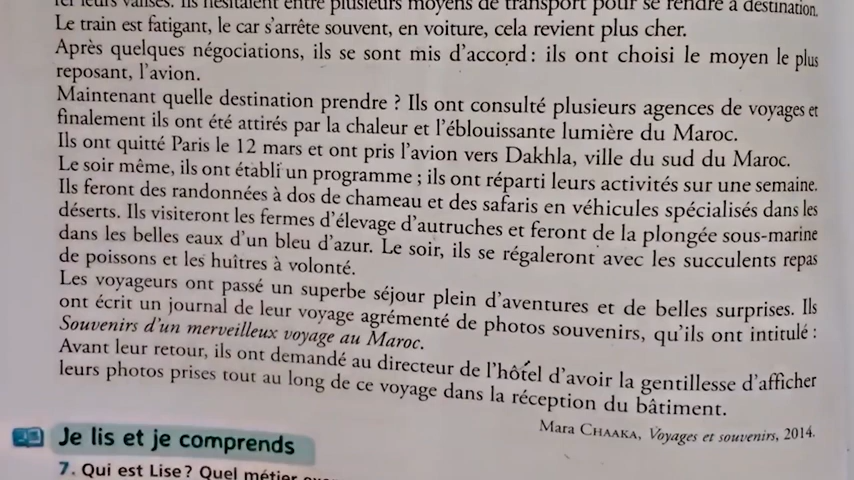 leurs valises. Ils hésitaient entre plusieurs moyens de transport pour se rendre à destination.
Le train est fatigant, le car s'arrête souvent, en voiture, cela revient plus cher.
Après quelques négociations, ils se sont mis d'accord : ils ont choisi le moyen le plus
reposant, l'avion.
Maintenant quelle destination prendre ? Ils ont consulté plusieurs agences de voyages et
finalement ils ont été attirés par la chaleur et l'éblouissante lumière du Maroc.
Ils ont quitté Paris le 12 mars et ont pris l'avion vers Dakhla, ville du sud du Maroc.
Le soir même, ils ont établi un programme ; ils ont réparti leurs activités sur une semaine.
Ils feront des randonnées à dos de chameau et des safaris en véhicules spécialisés dans les
déserts. Ils visiteront les fermes d'élevage d'autruches et feront de la plongée sous-marine
dans les belles eaux d'un bleu d'azur. Le soir, ils se régaleront avec les succulents repas
de poissons et les huîtres à volonté.
Les voyageurs ont passé un superbe séjour plein d'aventures et de belles surprises. Ils
ont écrit un journal de leur voyage agrémenté de photos souvenirs, qu'ils ont intitulé :
Souvenirs d'un merveilleux voyage au Maroc.
Avant leur retour, ils ont demandé au directeur de l'hôtel d'avoir la gentillesse d'afficher
leurs photos prises tout au long de ce voyage dans la réception du bâtiment.
Mara CHAAKA, Voyages et souvenirs, 2014.
Je lis et je comprends
7. Qui est Lise ? Quel métier